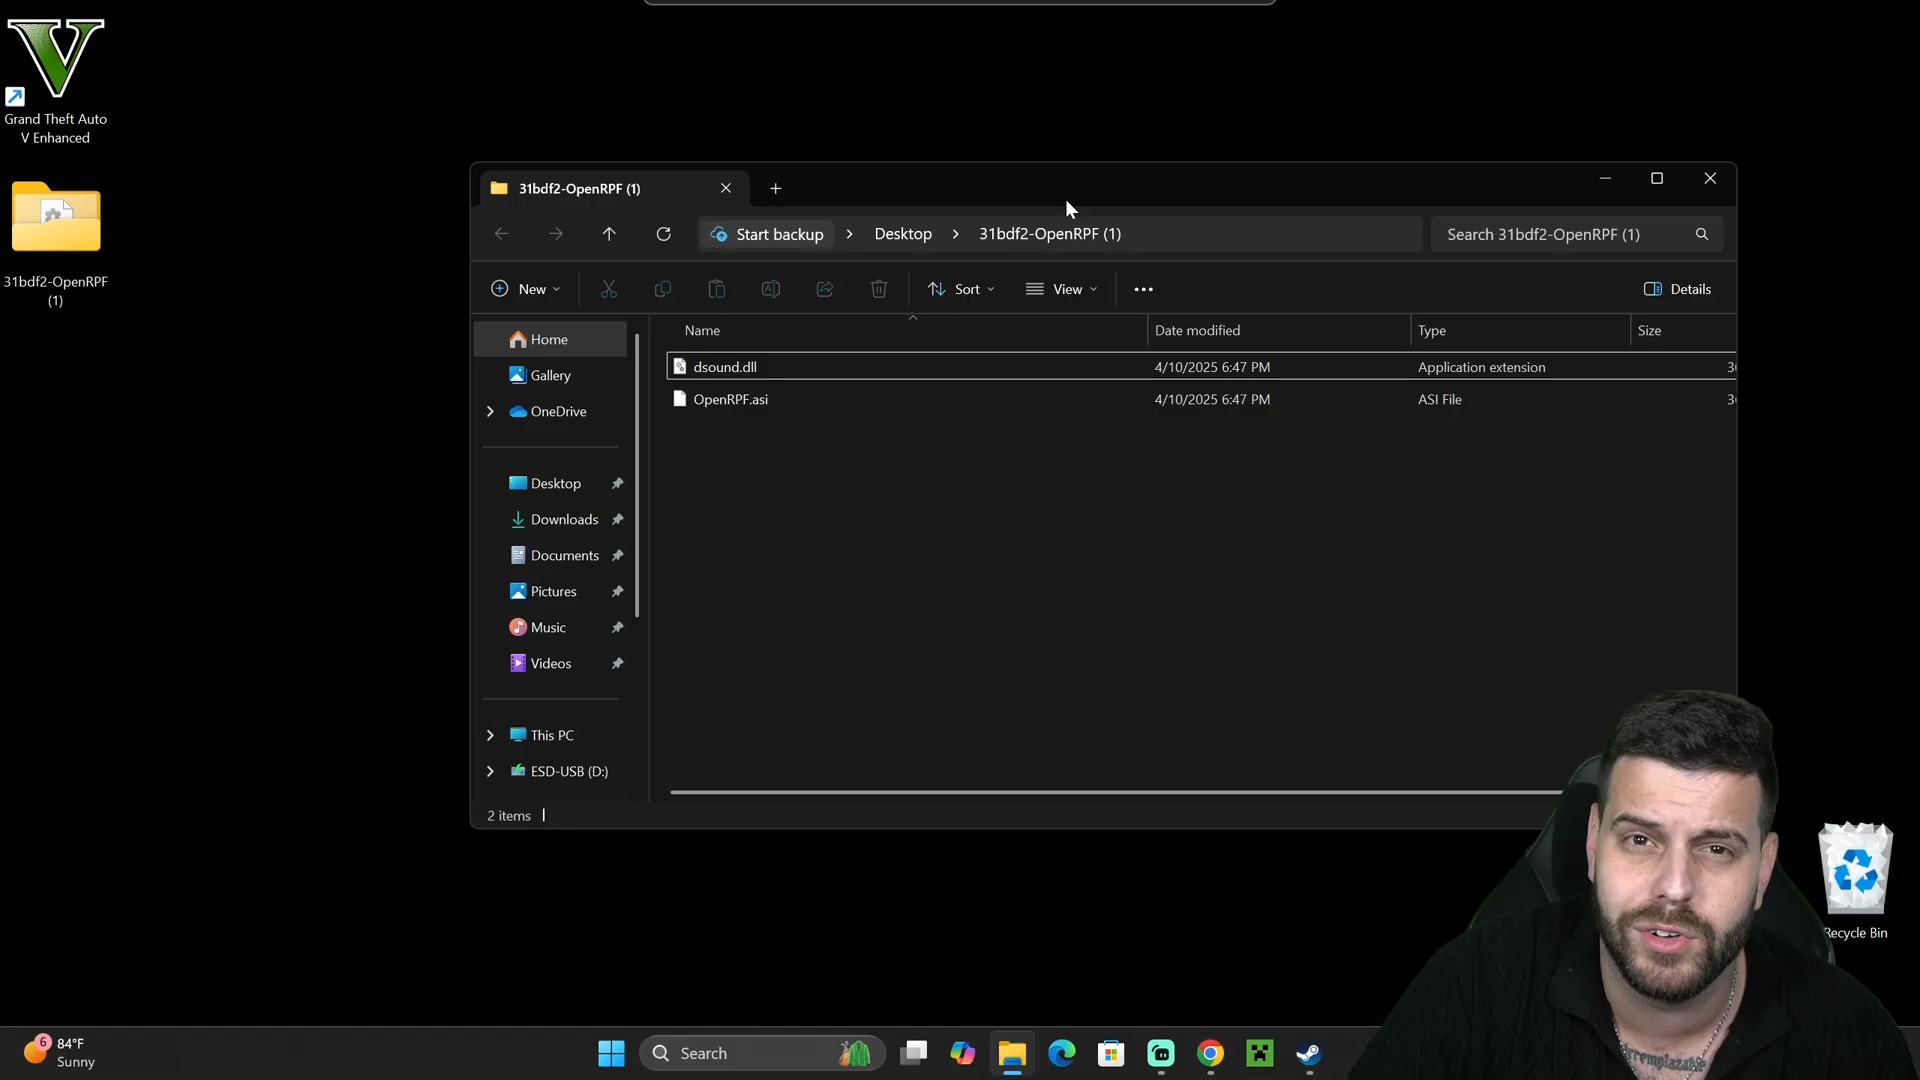 Grand Theft Auto
V Enhanced
31bdf2-OpenRPF
(1)
31bdf2-OpenRPF (1)
Start backup
Desktop
31bdf2-OpenRPF (1)
Search 31bdf2-OpenRPF (1)
New
Sort
View
Details
Name
Date modified
Type
Size
dsound.dll
4/10/2025 6:47 PM
Application extension
OpenRPF.asi
4/10/2025 6:47 PM
ASI File
Home
Gallery
OneDrive
Desktop
Downloads
Documents
Pictures
Music
Videos
This PC
ESD-USB (D:)
2 items
Recycle Bin
6
84°F
Sunny
Search